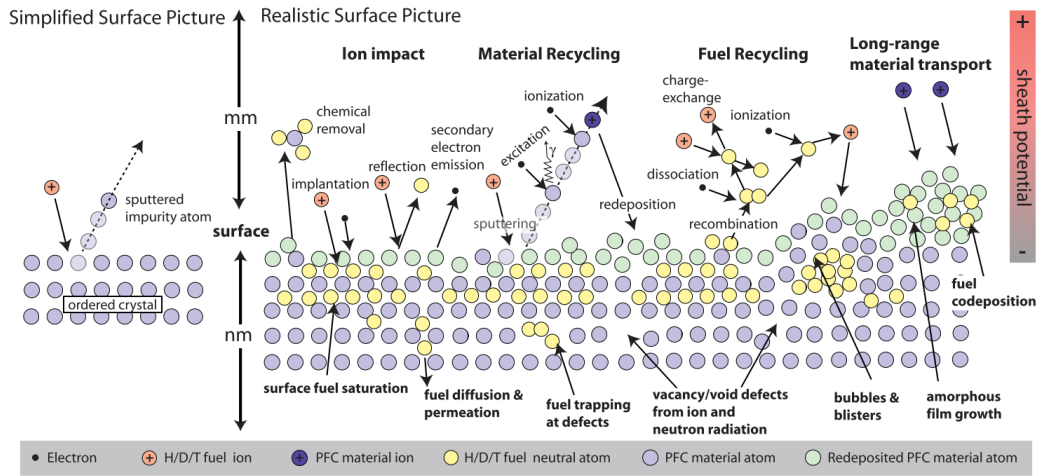 Simplified Surface Picture
Realistic Surface Picture
Ion impact
Material Recycling
Fuel Recycling
Long-range
material transport
+
sheath potential
-
mm
surface
nm
sputtered
impurity atom
ordered crystal
chemical
removal
implantation
reflection
secondary
electron
emission
ionization
excitation
γ
sputtering
redeposition
charge-
exchange
ionization
dissociation
recombination
fuel
codeposition
surface fuel saturation
fuel diffusion &
permeation
fuel trapping
at defects
vacancy/void defects
from ion and
neutron radiation
bubbles &
blisters
amorphous
film growth
Electron
H/D/T fuel ion
PFC material ion
H/D/T fuel neutral atom
PFC material atom
Redeposited PFC material atom